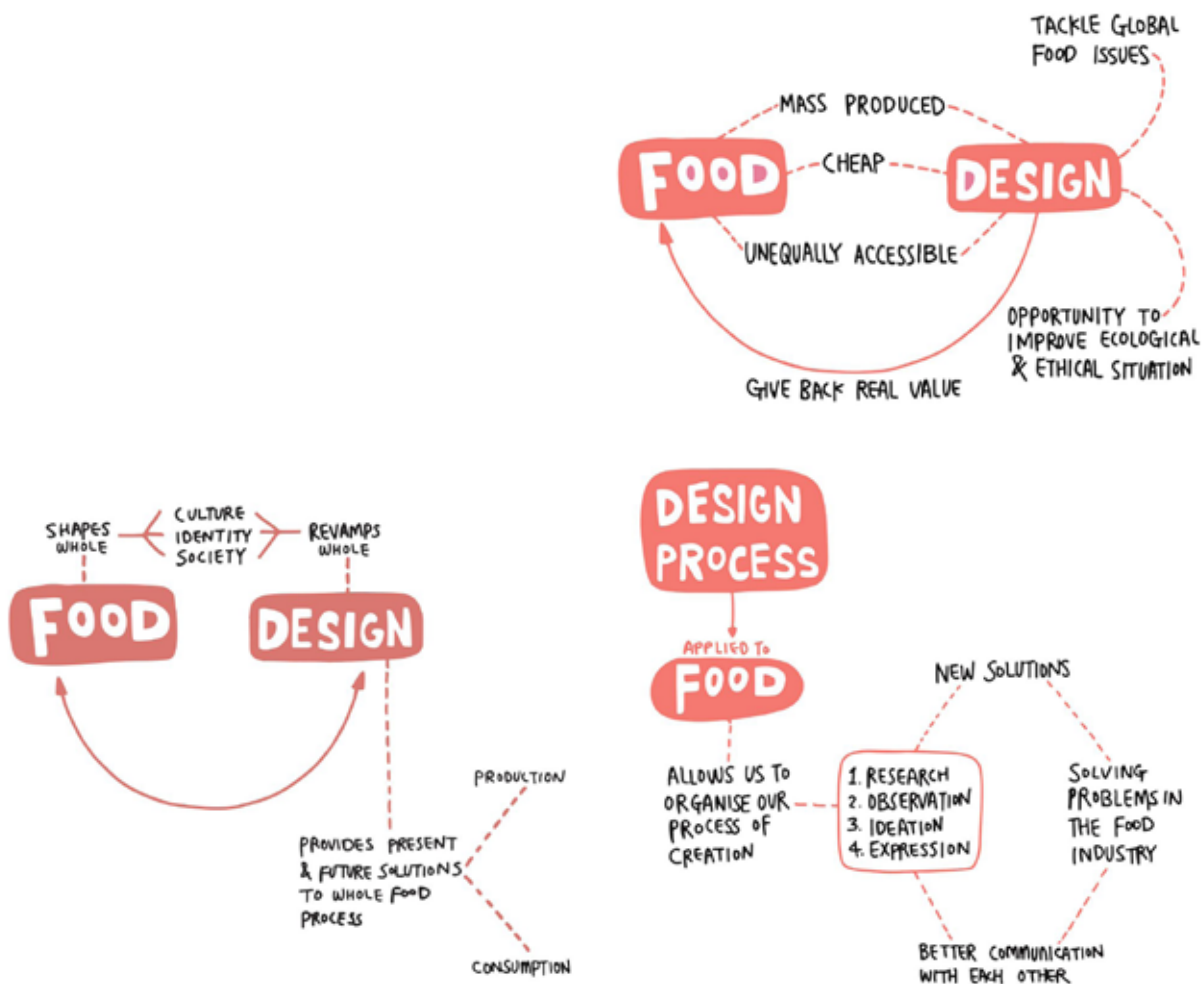 TACKLE GLOBAL
FOOD ISSUES
MASS PRODUCED
FOOD
CHEAP
DESIGN
UNEQUALLY ACCESSIBLE
OPPORTUNITY TO
IMPROVE ECOLOGICAL
& ETHICAL SITUATION
GIVE BACK REAL VALUE
SHAPES
WHOLE
CULTURE
IDENTITY
SOCIETY
REVAMPS
WHOLE
FOOD
DESIGN
PROVIDES PRESENT
& FUTURE SOLUTIONS
TO WHOLE FOOD
PROCESS
PRODUCTION
CONSUMPTION
DESIGN
PROCESS
APPLIED TO
FOOD
ALLOWS US TO
ORGANISE OUR
PROCESS OF
CREATION
1. RESEARCH
2. OBSERVATION
3. IDEATION
4. EXPRESSION
NEW SOLUTIONS
SOLVING
PROBLEMS IN
THE FOOD
INDUSTRY
BETTER COMMUNICATION
WITH EACH OTHER